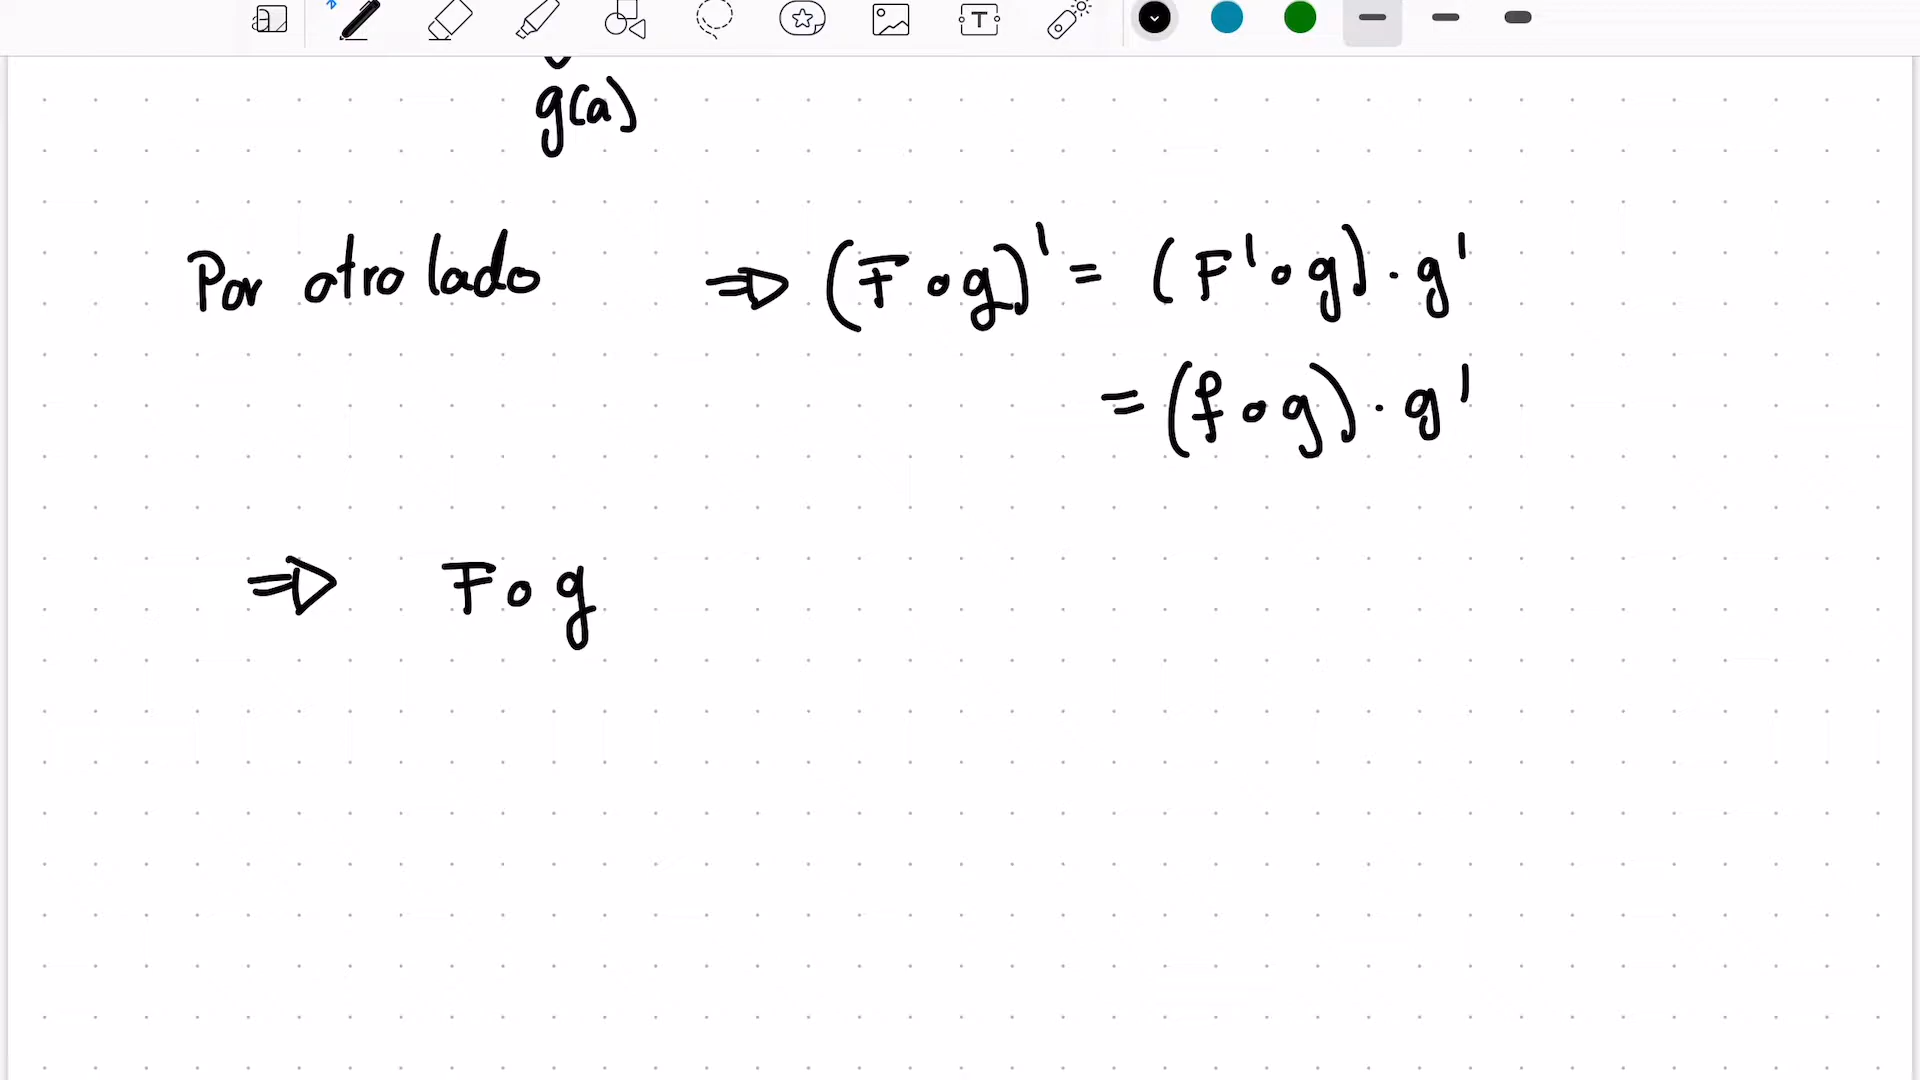 g(a)
Por otro lado ⇒ (F∘g)' = (F'∘g)·g'
= (f∘g)·g'
⇒ F∘g